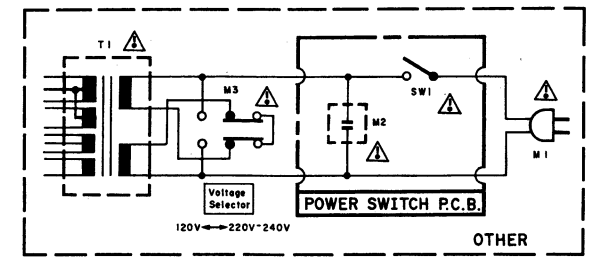 T1
M3
SW1
M2
M1
Voltage
Selector
POWER SWITCH P.C.B.
120V 220V-240V
OTHER